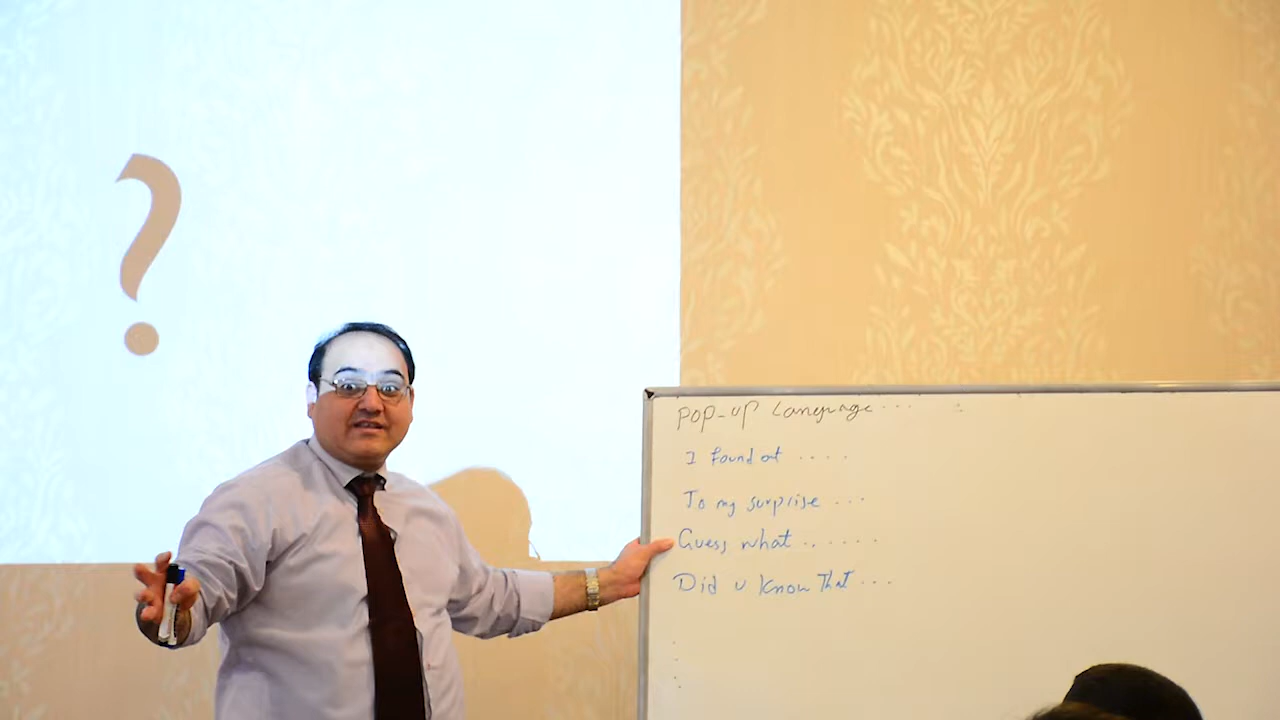 ?
Pop-up Language...
I found out ....
To my surprise ...
Guess what ......
Did u know That ...